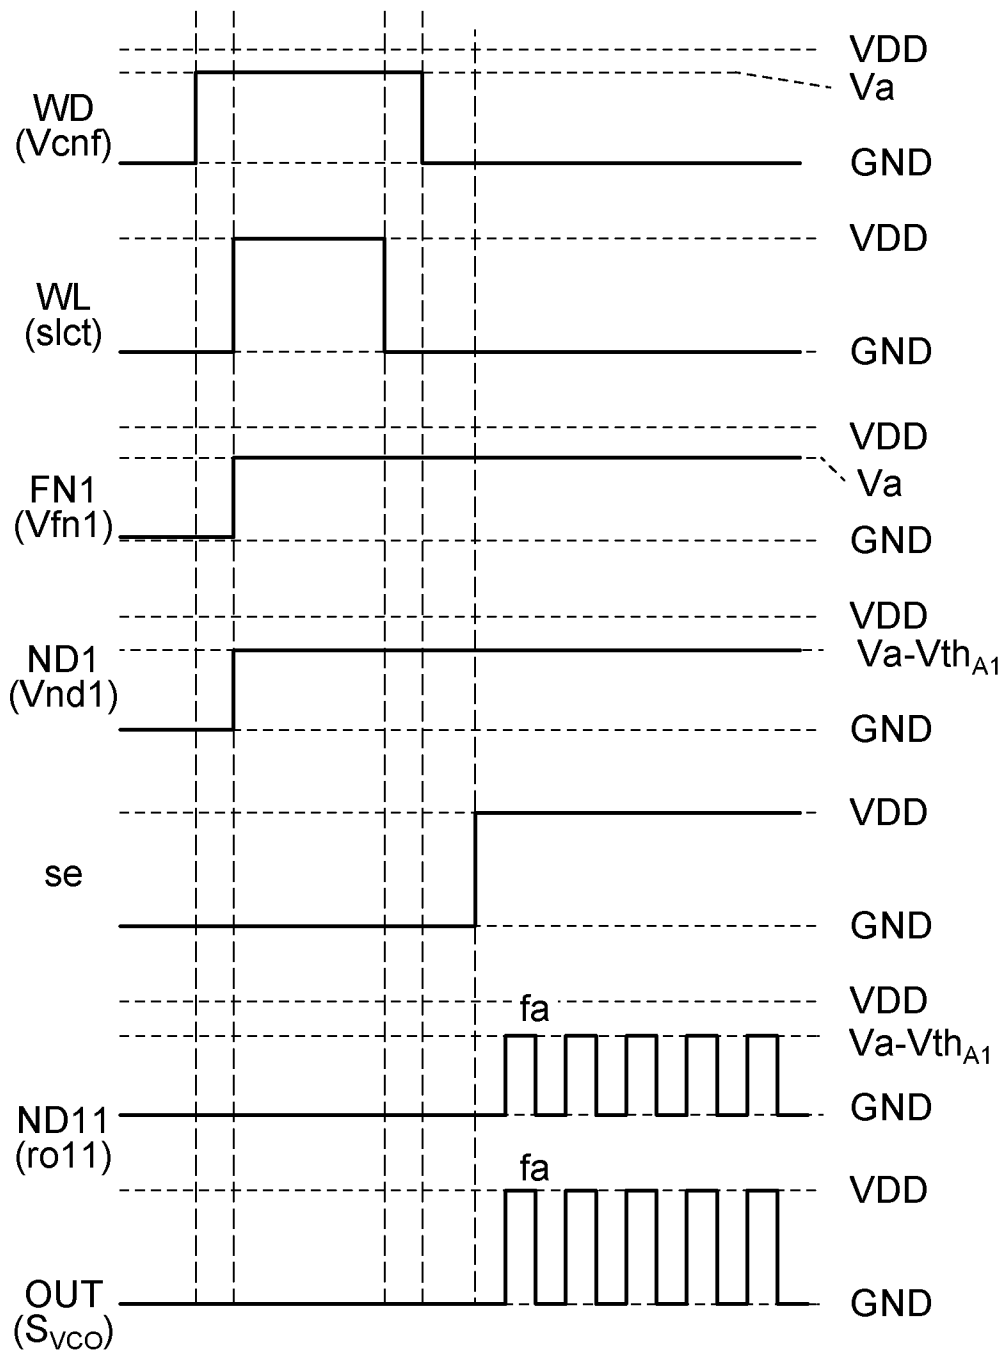 VDD
Va
WD
(Vcnf)
GND
VDD
WL
(slct)
GND
VDD
Va
FN1
(Vfn1)
GND
VDD
Va-VthA1
ND1
(Vnd1)
GND
VDD
se
GND
VDD
fa
Va-VthA1
GND
ND11
(ro11)
fa
VDD
OUT
(SVCO)
GND